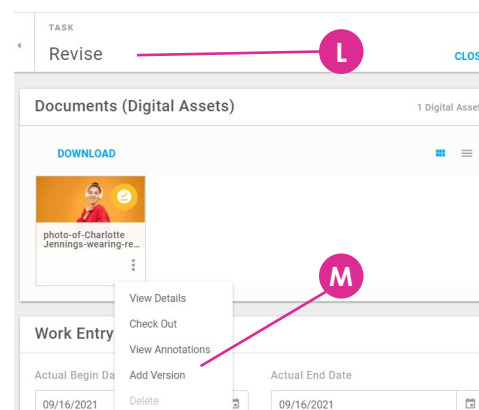 TASK
Revise
L
CLOS
Documents (Digital Assets)
1 Digital Asset
DOWNLOAD
photo-of-Charlotte
Jennings-wearing-re...
M
View Details
Check Out
View Annotations
Add Version
Delete
Work Entry
Actual Begin Da
Actual End Date
09/16/2021
09/16/2021